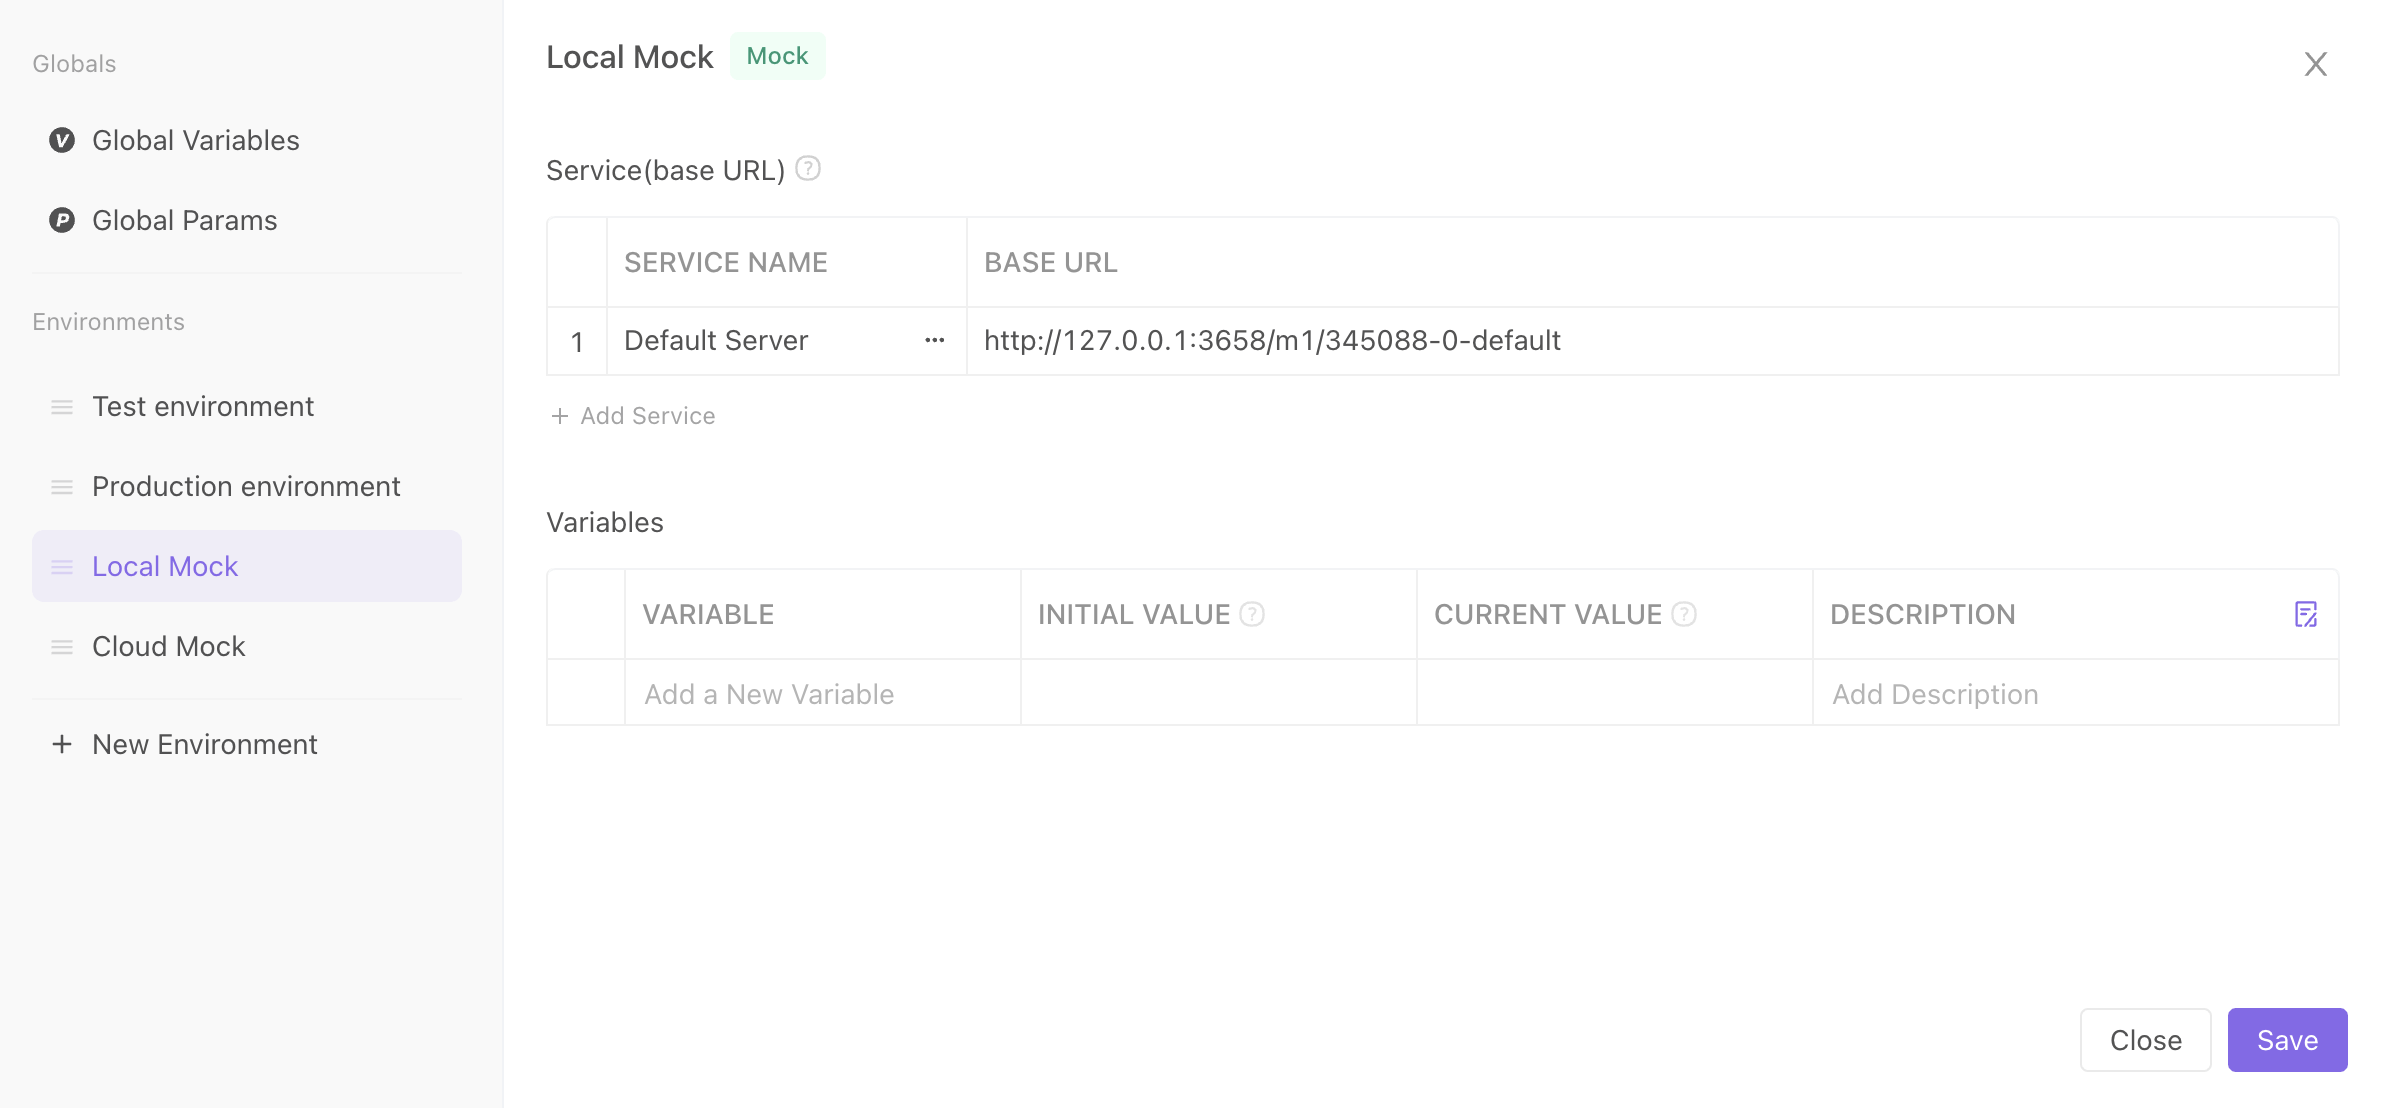 Globals
Global Variables
Global Params
Environments
Test environment
Production environment
Local Mock
Cloud Mock
New Environment
Local Mock Mock
Service(base URL)
SERVICE NAME BASE URL
1 Default Server ··· http://127.0.0.1:3658/m1/345088-0-default
+ Add Service
Variables
VARIABLE INITIAL VALUE CURRENT VALUE DESCRIPTION
Add a New Variable Add Description
Close Save